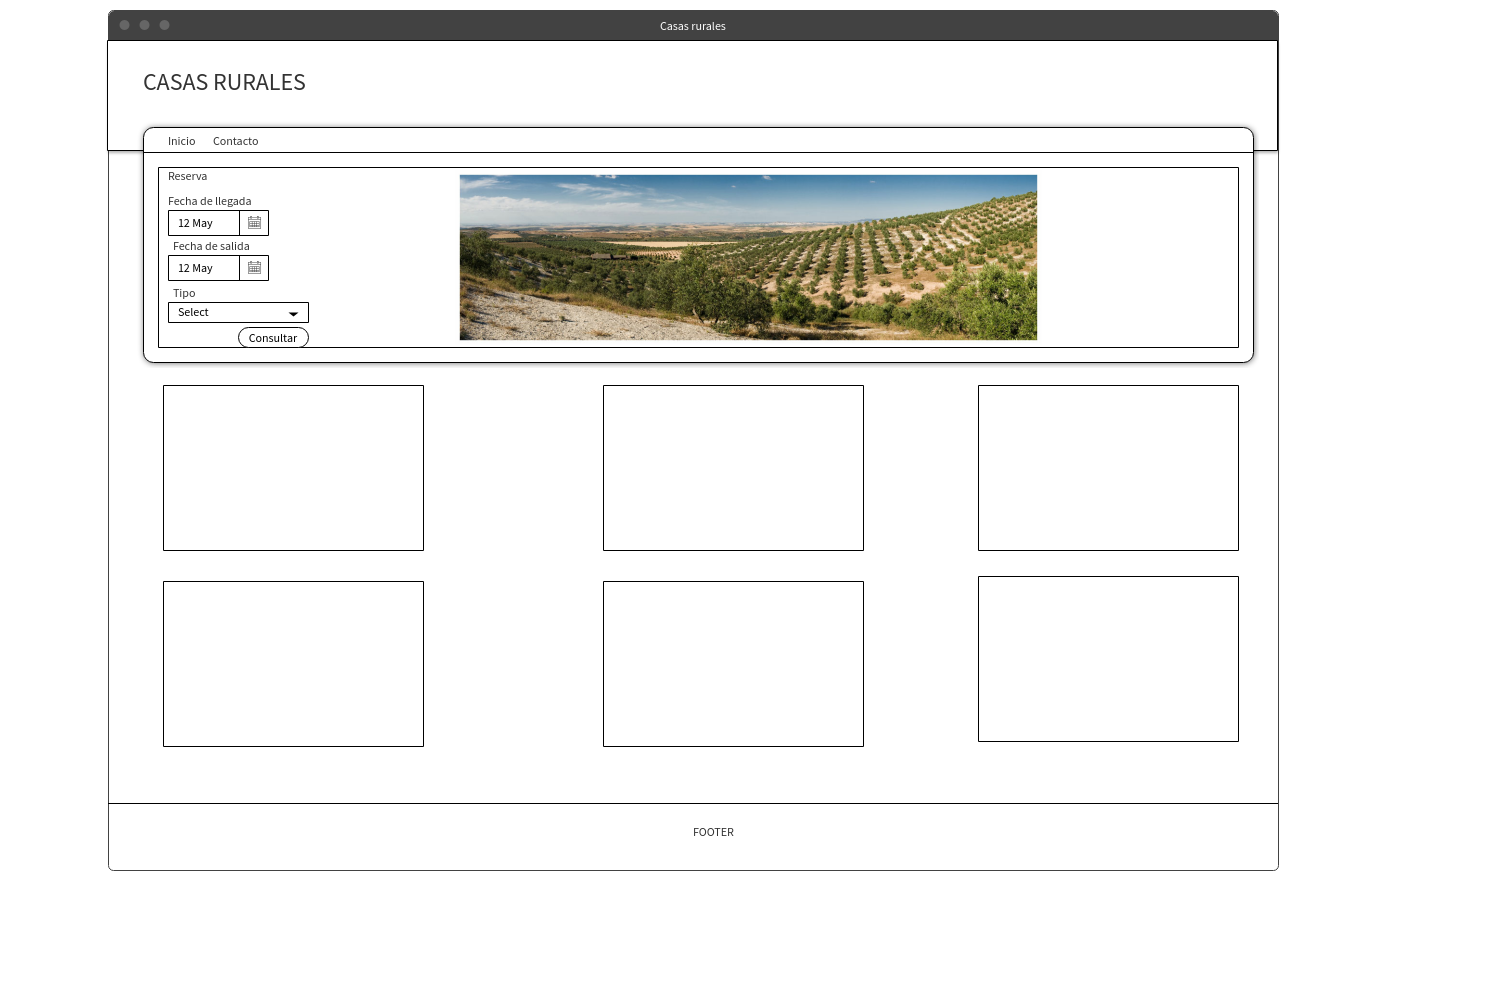 Casas rurales
CASAS RURALES
Inicio Contacto
Reserva
Fecha de llegada
12 May
Fecha de salida
12 May
Tipo
Select
Consultar
FOOTER